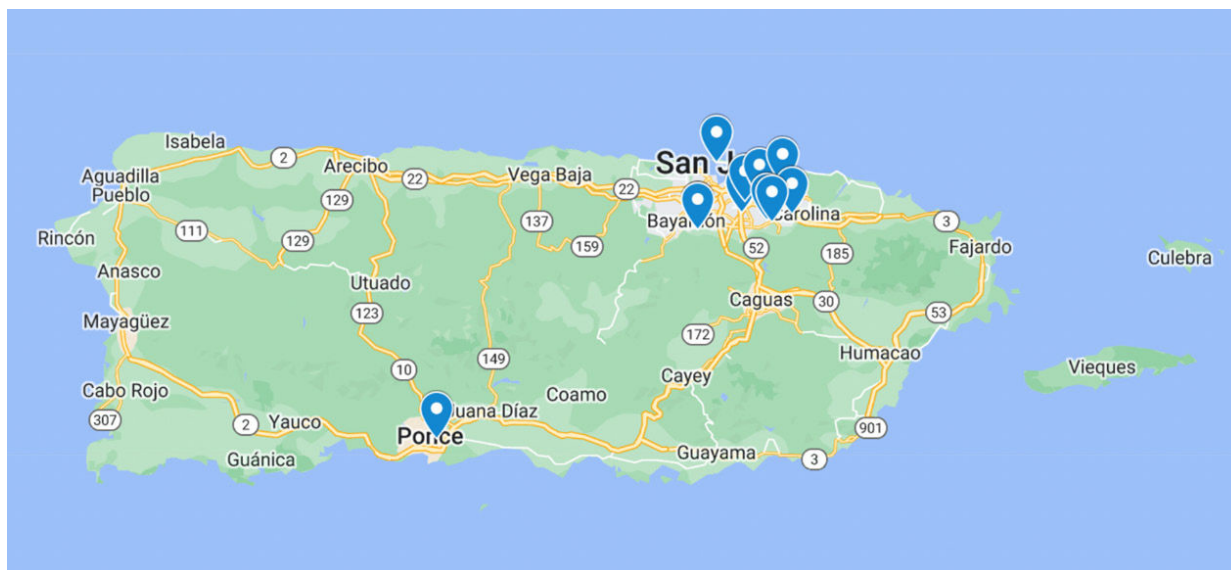 Isabela
2
Arecibo
Aguadilla
Pueblo
22
Vega Baja
San J
22
129
137
Bayamón
Carolina
3
111
129
159
52
185
Fajardo
Rincón
Culebra
Anasco
Utuado
Caguas
30
123
53
Mayagüez
172
149
Humacao
10
Cayey
Vieques
Cabo Rojo
Coamo
307
Yauco
Juana Díaz
2
Ponce
901
Guánica
Guayama
3